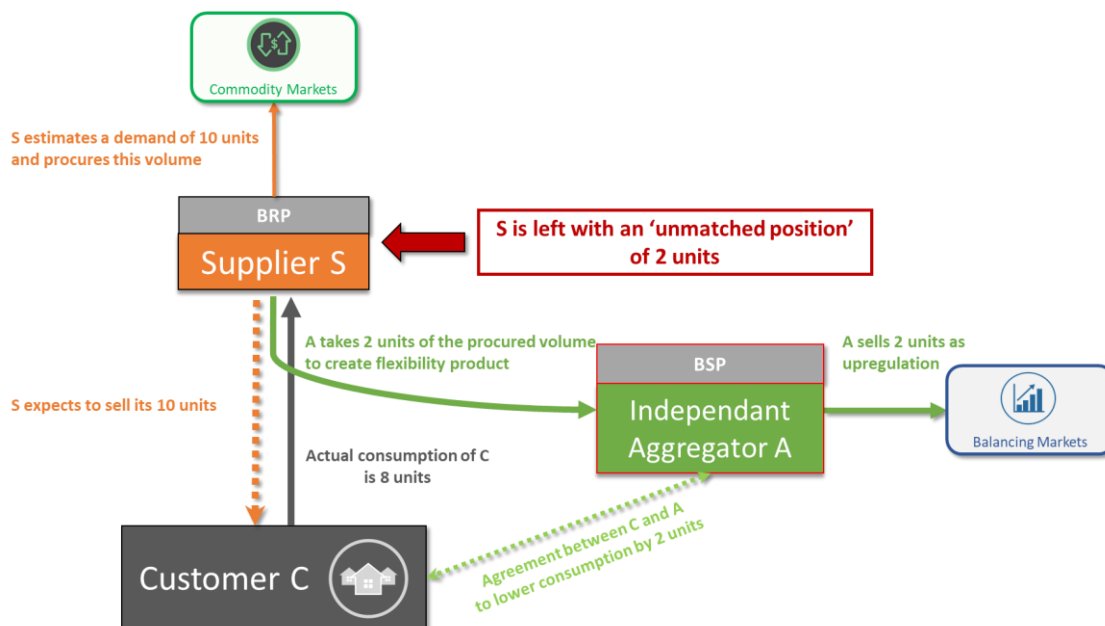 Commodity Markets
S estimates a demand of 10 units
and procures this volume
BRP
Supplier S
S is left with an ‘unmatched position’
of 2 units
A takes 2 units of the procured volume
to create flexibility product
A sells 2 units as
upregulation
BSP
Independant
Aggregator A
Balancing Markets
S expects to sell its 10 units
Actual consumption of C
is 8 units
Agreement between C and A
to lower consumption by 2 units
Customer C